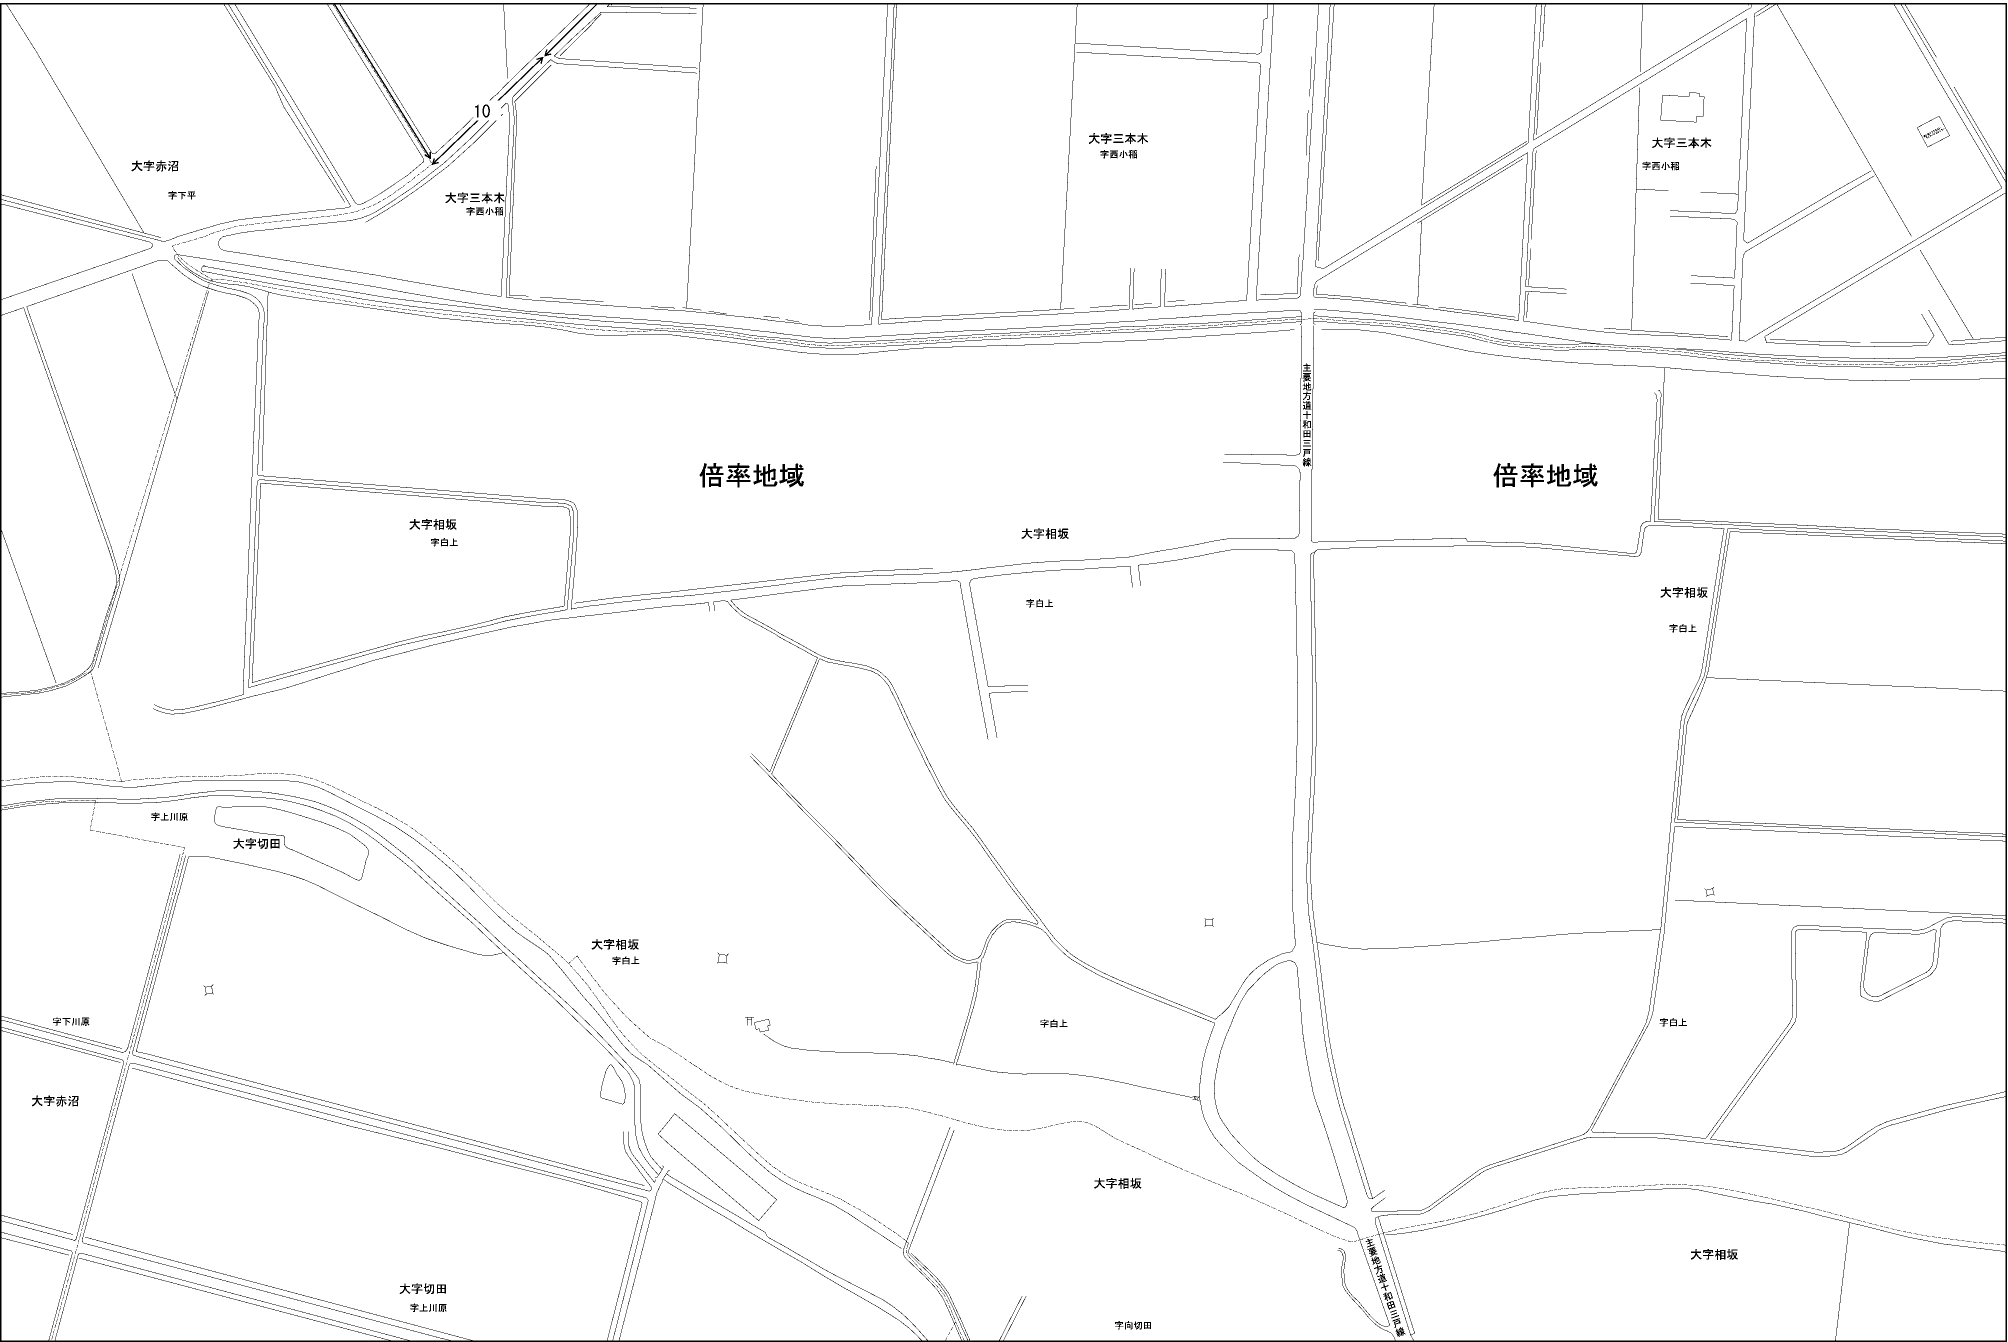 10
大字三本木
字西小稲
大字三本木
字西小稲
大字赤沼
字下平
大字三本木
字西小稲
主要地方道十和田三戸線
倍率地域
倍率地域
大字相坂
字白上
大字相坂
字白上
大字相坂
字白上
字上川原
大字切田
大字相坂
字白上
字下川原
字白上
字白上
大字赤沼
大字相坂
大字相坂
主要地方道十和田三戸線
大字切田
字上川原
字向切田